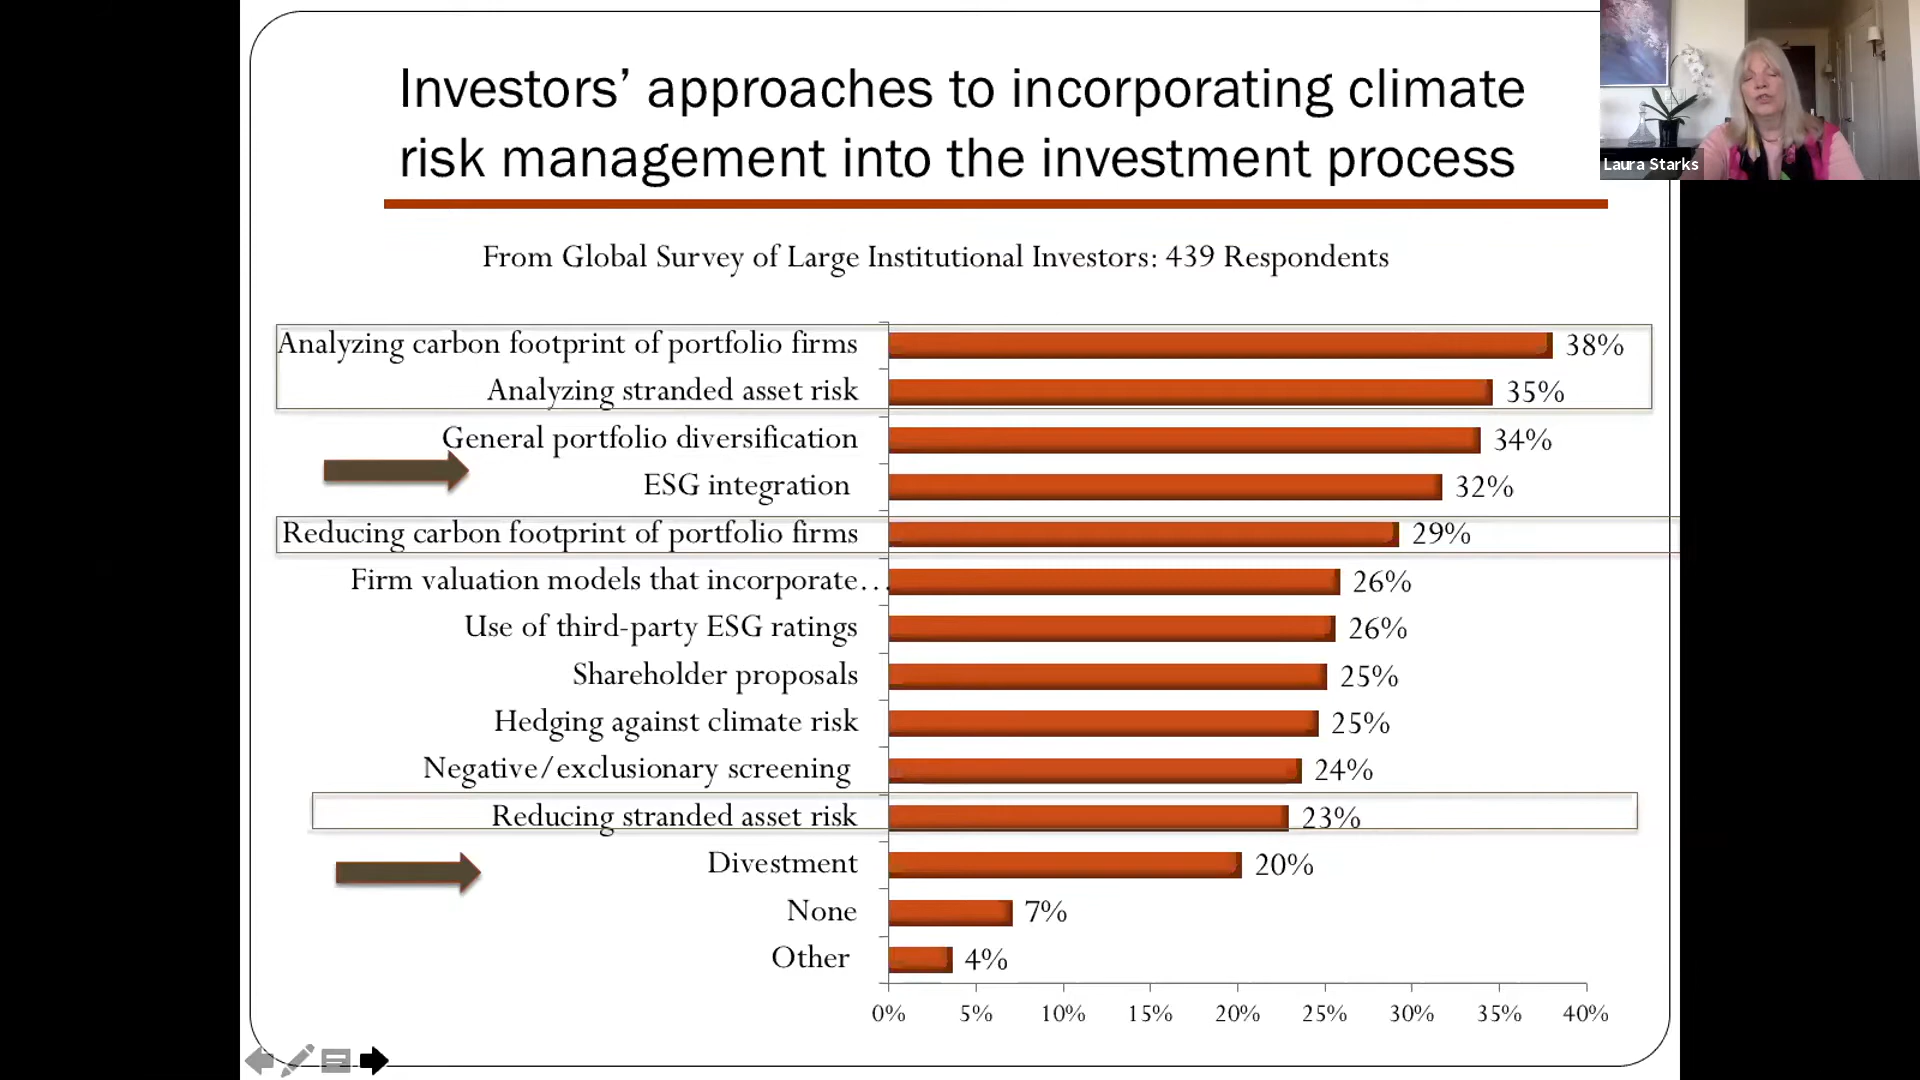 Investors’ approaches to incorporating climate
risk management into the investment process
Laura Starks
From Global Survey of Large Institutional Investors: 439 Respondents
Analyzing carbon footprint of portfolio firms 38%
Analyzing stranded asset risk 35%
General portfolio diversification 34%
ESG integration 32%
Reducing carbon footprint of portfolio firms 29%
Firm valuation models that incorporate… 26%
Use of third-party ESG ratings 26%
Shareholder proposals 25%
Hedging against climate risk 25%
Negative/exclusionary screening 24%
Reducing stranded asset risk 23%
Divestment 20%
None 7%
Other 4%
0% 5% 10% 15% 20% 25% 30% 35% 40%